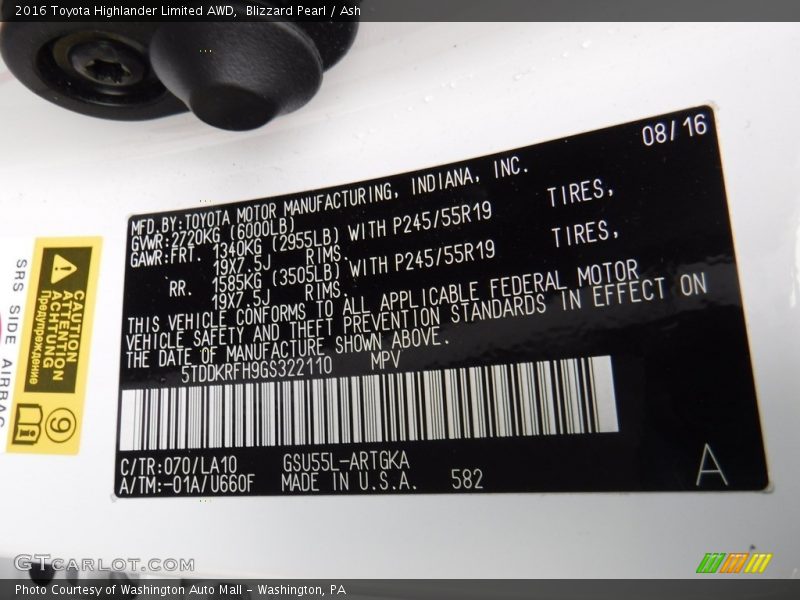 2016 Toyota Highlander Limited AWD,  Blizzard Pearl / Ash
08/16
MFD.BY:TOYOTA MOTOR MANUFACTURING, INDIANA, INC.
GVWR:2720KG (6000LB)
GAWR:FRT. 1340KG (2955LB) WITH P245/55R19 TIRES,
19X7.5J RIMS.
RR. 1585KG (3505LB) WITH P245/55R19 TIRES,
19X7.5J RIMS.
THIS VEHICLE CONFORMS TO ALL APPLICABLE FEDERAL MOTOR
VEHICLE SAFETY AND THEFT PREVENTION STANDARDS IN EFFECT ON
THE DATE OF MANUFACTURE SHOWN ABOVE.
5TDDKRFH9GS322110 MPV
C/TR:070/LA10 GSU55L-ARTGKA
A/TM:-01A/U660F MADE IN U.S.A. 582
A
SRS SIDE AIRBAG
CAUTION
ATTENTION
ACHTUNG
Предупреждение
9
GTCARLOT.COM
Photo Courtesy of Washington Auto Mall - Washington, PA